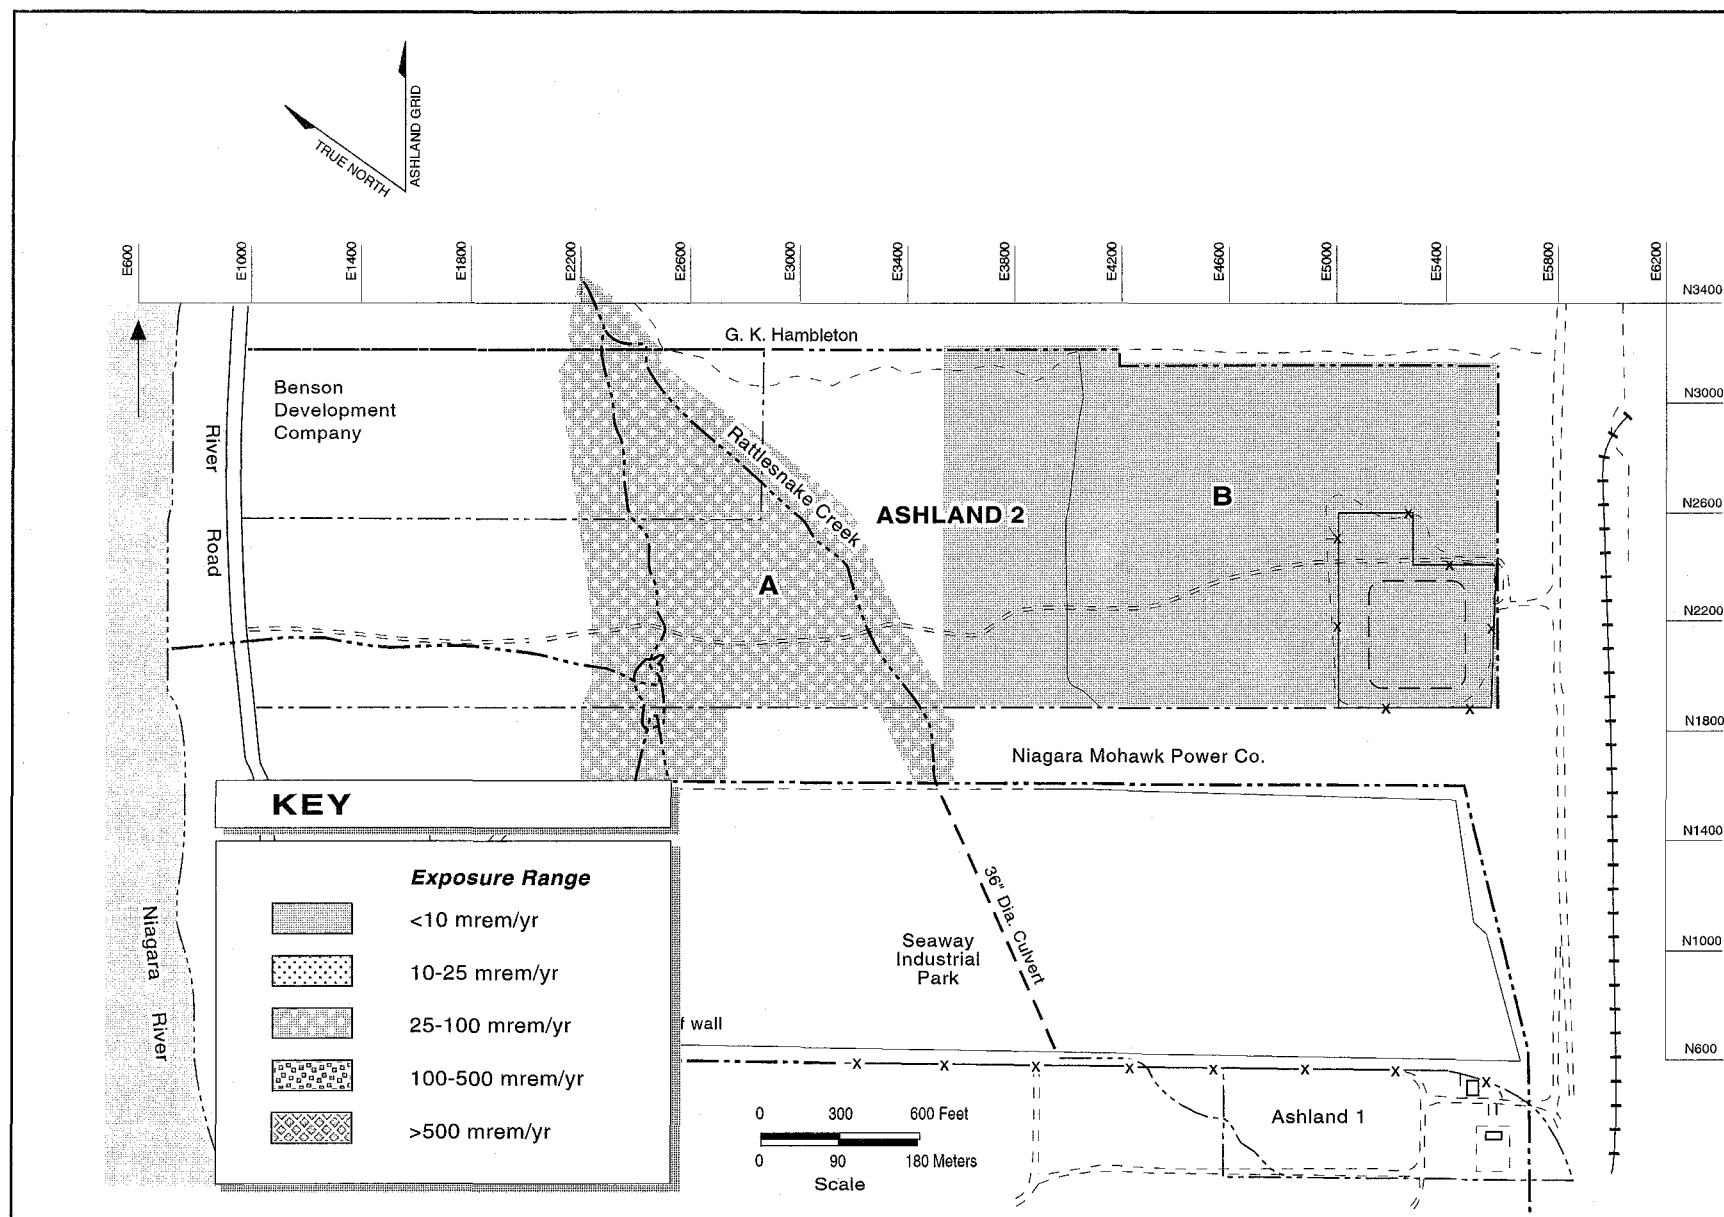 TRUE NORTH
ASHLAND GRID
E600
E1000
E1400
E1800
E2200
E2600
E3000
E3400
E3800
E4200
E4600
E5000
E5400
E5800
E6200
N3400
G. K. Hambleton
Benson
Development
Company
N3000
River
Road
Rattlesnake Creek
ASHLAND 2
B
N2600
A
N2200
N1800
Niagara Mohawk Power Co.
KEY
N1400
Exposure Range
<10 mrem/yr
10-25 mrem/yr
25-100 mrem/yr
100-500 mrem/yr
>500 mrem/yr
36" Dia. Culvert
Seaway
Industrial
Park
N1000
Niagara
River
f wall
N600
X X X X X X X X
0 300 600 Feet
0 90 180 Meters
Scale
Ashland 1